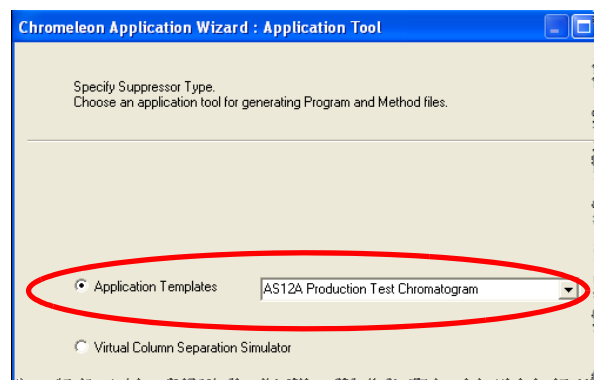 Chromeleon Application Wizard : Application Tool
Specify Suppressor Type.
Choose an application tool for generating Program and Method files.
Application Templates
AS12A Production Test Chromatogram
Virtual Column Separation Simulator